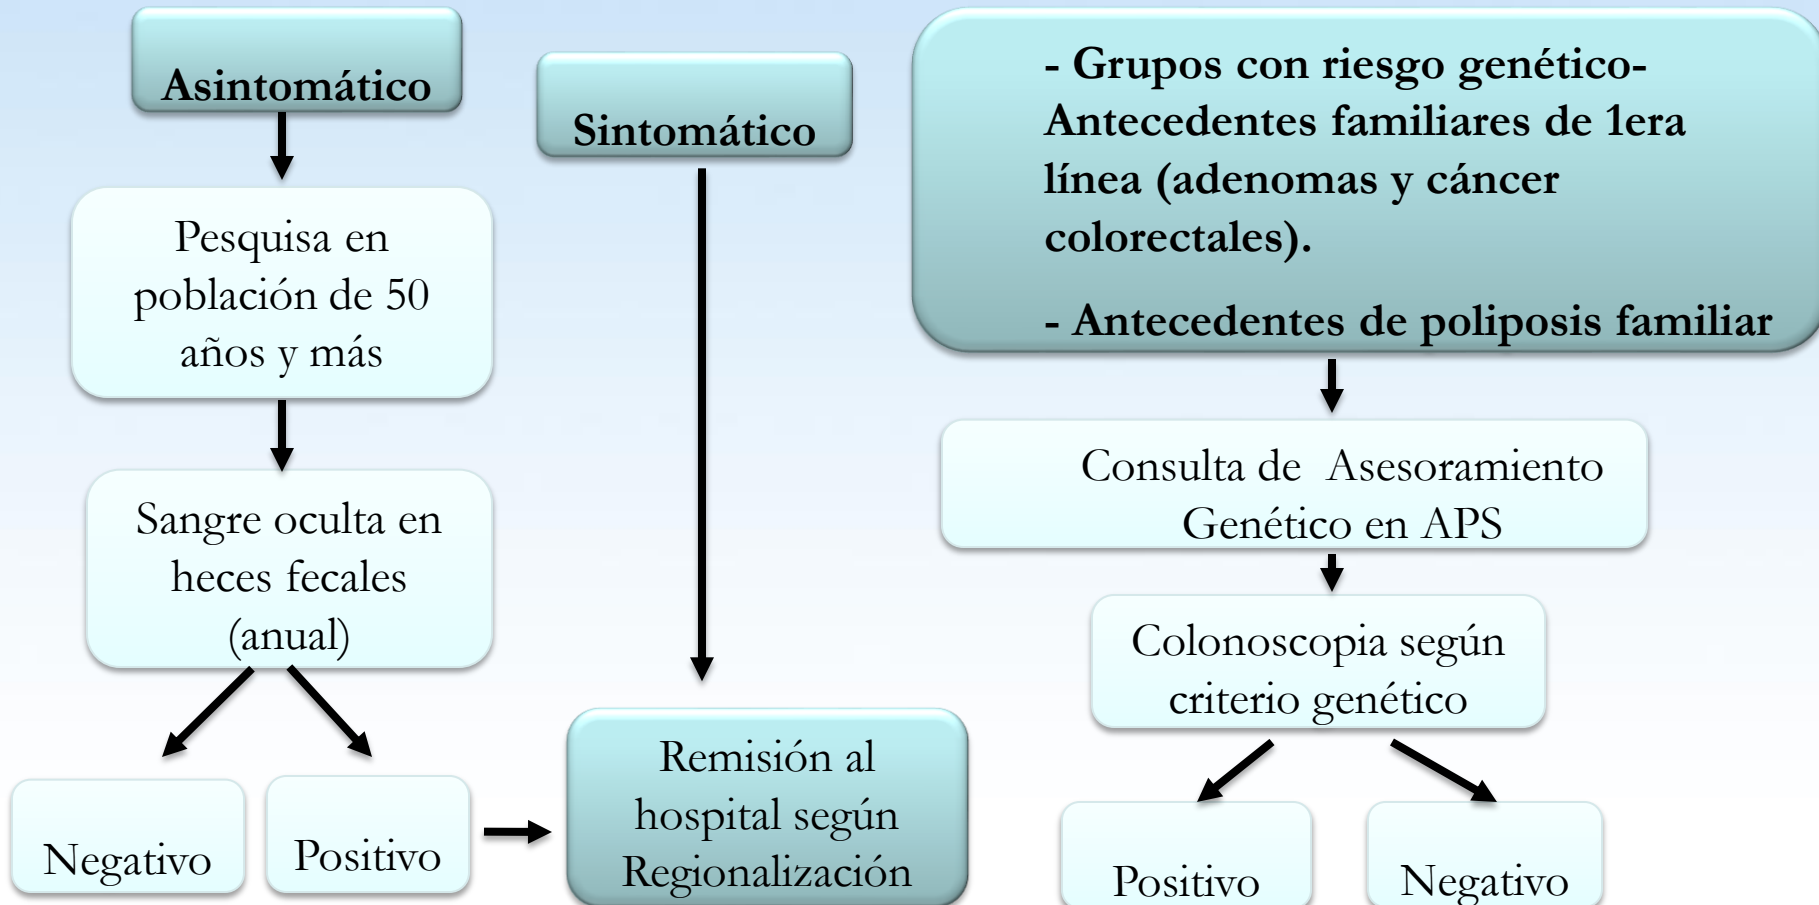 Asintomático
Pesquisa en
población de 50
años y más
Sangre oculta en
heces fecales
(anual)
Negativo
Positivo
Sintomático
Remisión al
hospital según
Regionalización
- Grupos con riesgo genético-
Antecedentes familiares de 1era
línea (adenomas y cáncer
colorectales).
- Antecedentes de poliposis familiar
Consulta de Asesoramiento
Genético en APS
Colonoscopia según
criterio genético
Positivo
Negativo